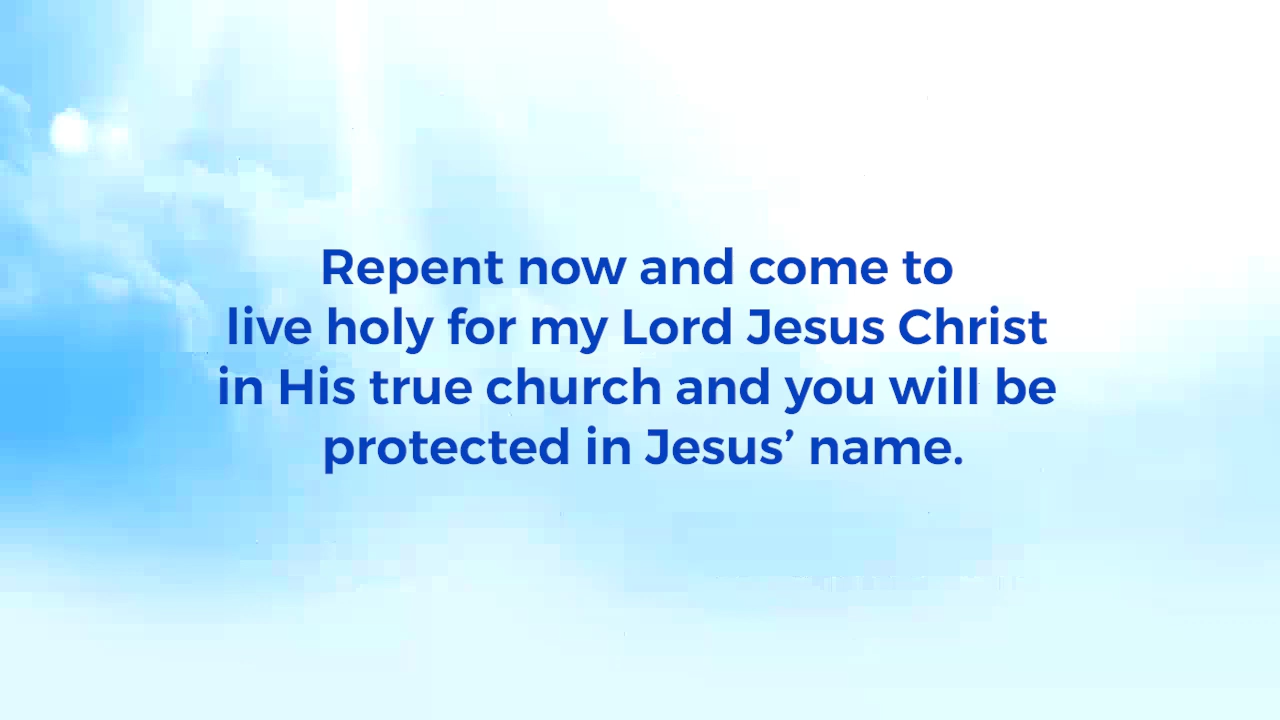 Repent now and come to
live holy for my Lord Jesus Christ
in His true church and you will be
protected in Jesus’ name.